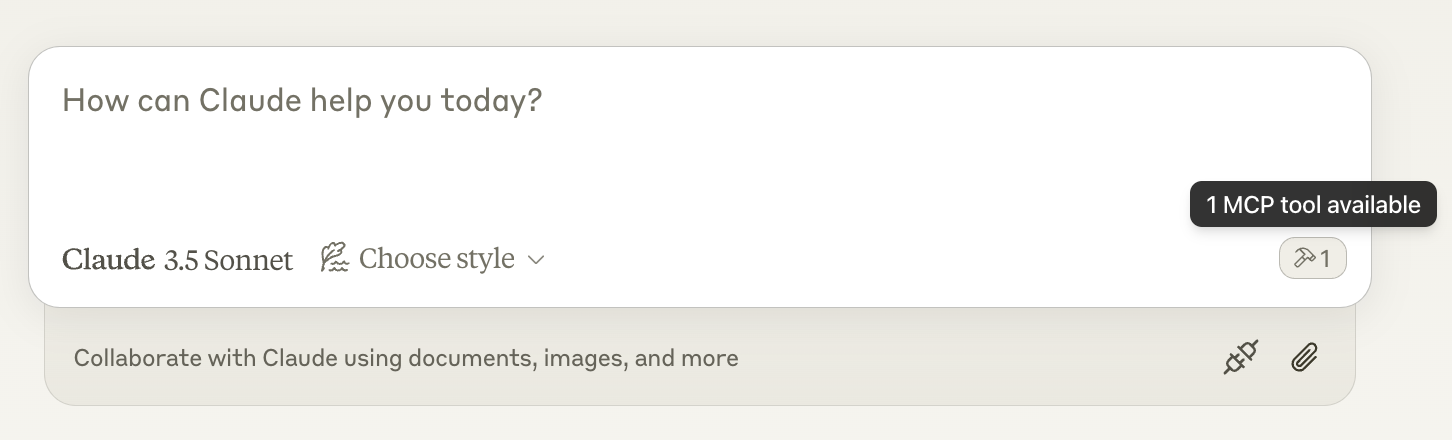 How can Claude help you today?
1 MCP tool available
Claude 3.5 Sonnet Choose style 1
Collaborate with Claude using documents, images, and more